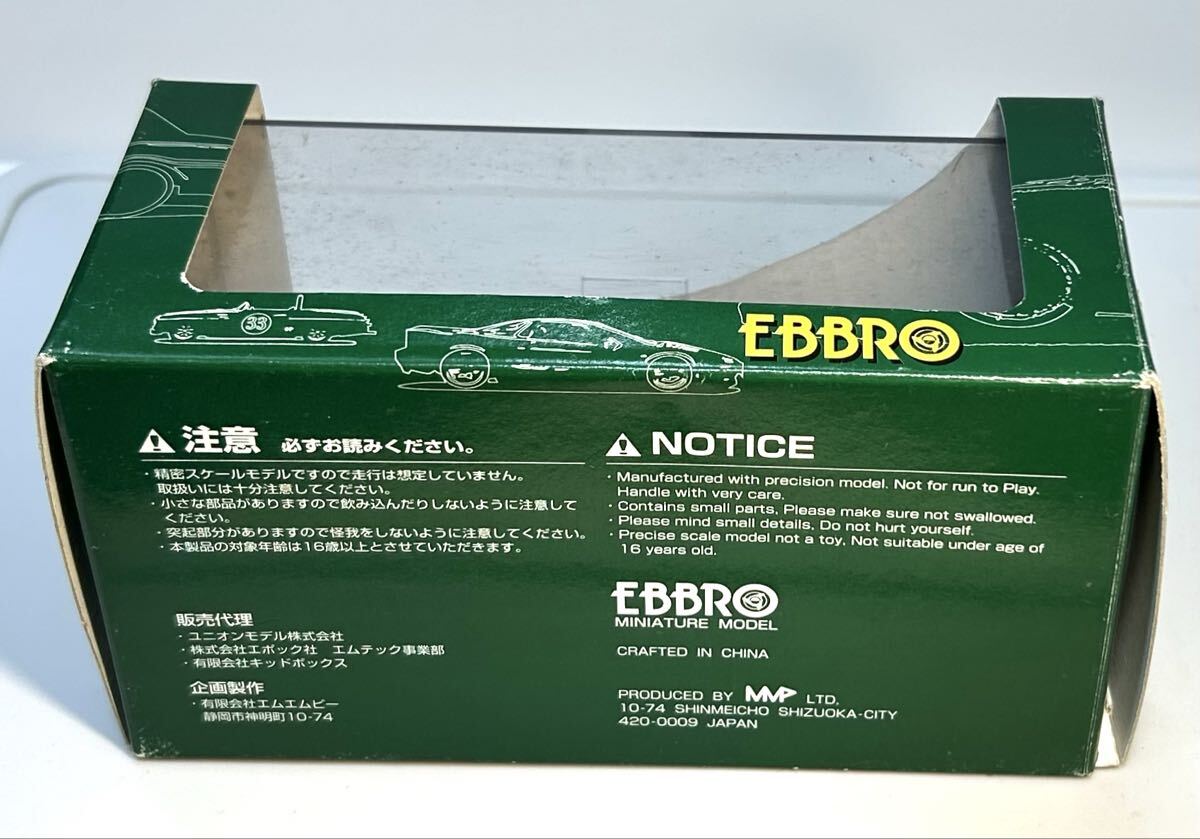 33
EBBRO
注意 必ずお読みください。
・精密スケールモデルですので走行は想定していません。
取扱いには十分注意してください。
・小さな部品がありますので飲み込んだりしないように注意して
ください。
・突起部分がありますので怪我をしないように注意してください。
・本製品の対象年齢は16歳以上とさせていただきます。
販売代理
・ユニオンモデル株式会社
・株式会社エポック社 エムテック事業部
・有限会社キッドボックス
企画製作
・有限会社エムエムピー
静岡市神明町10-74
NOTICE
・Manufactured with precision model. Not for run to Play.
Handle with very care.
・Contains small parts, Please make sure not swallowed.
・Please mind small details, Do not hurt yourself.
・Precise scale model not a toy, Not suitable under age of
16 years old.
EBBRO
MINIATURE MODEL
CRAFTED IN CHINA
PRODUCED BY MMP LTD.
10-74 SHINMEICHO SHIZUOKA-CITY
420-0009 JAPAN